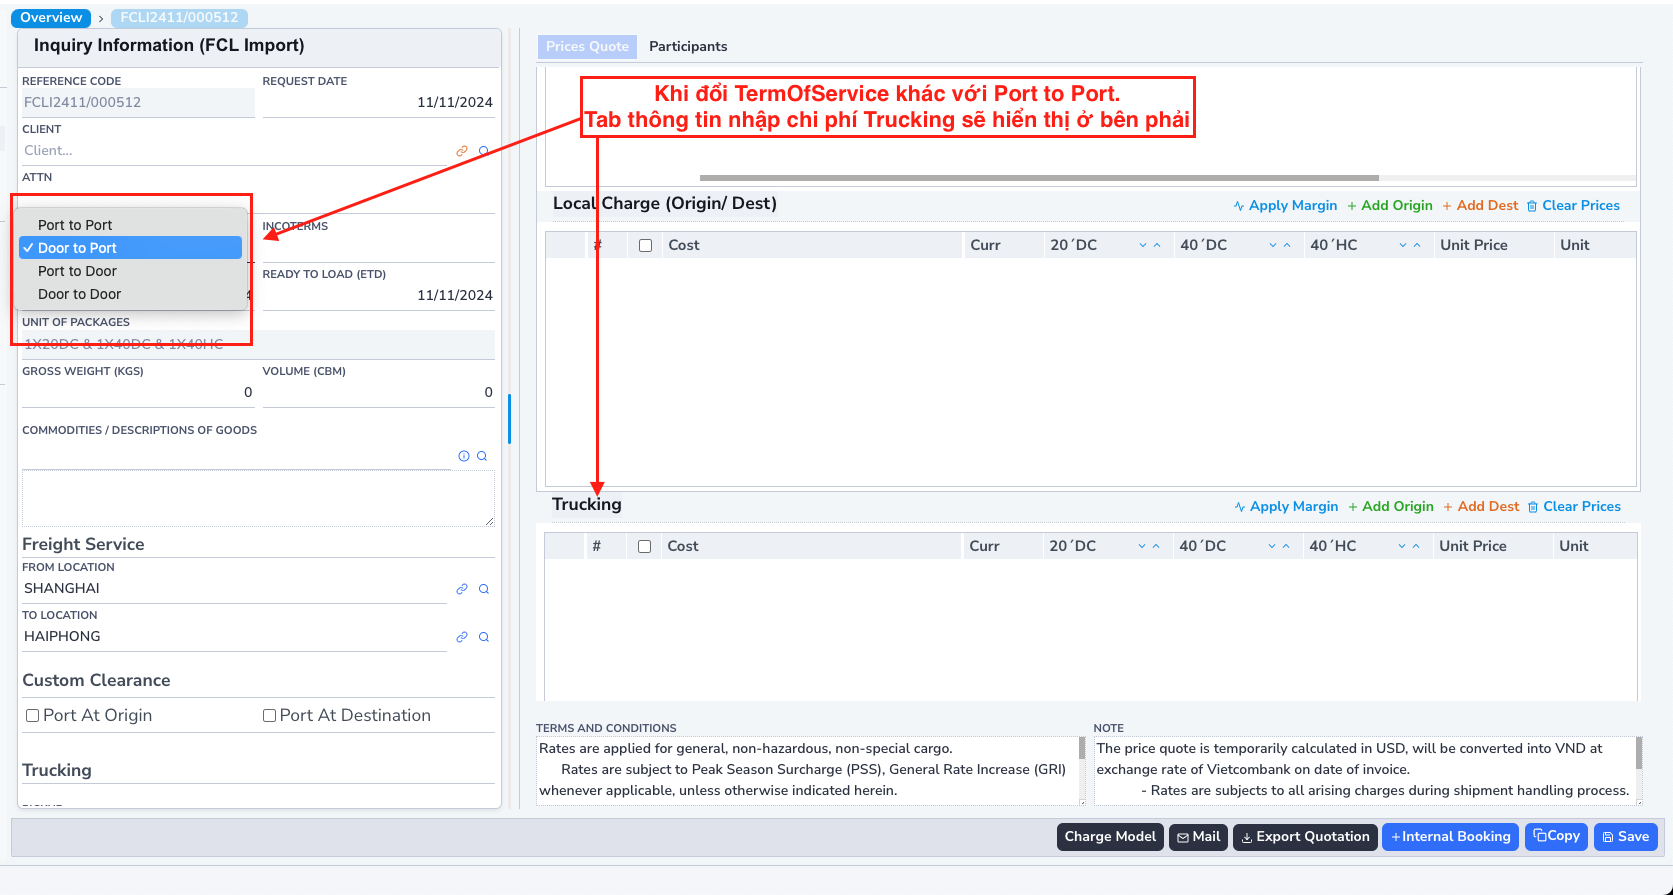 Overview › FCLI2411/000512
Inquiry Information (FCL Import)
REFERENCE CODE
REQUEST DATE
FCLI2411/000512
11/11/2024
CLIENT
Client...
ATTN
Port to Port
Door to Port
Port to Door
Door to Door
INCOTERMS
READY TO LOAD (ETD)
11/11/2024
UNIT OF PACKAGES
1X20DC & 1X40DC & 1X40HC
GROSS WEIGHT (KGS)
VOLUME (CBM)
0
0
COMMODITIES / DESCRIPTIONS OF GOODS
Freight Service
FROM LOCATION
SHANGHAI
TO LOCATION
HAIPHONG
Custom Clearance
Port At Origin
Port At Destination
Trucking
Prices Quote
Participants
Khi đổi TermOfService khác với Port to Port.
Tab thông tin nhập chi phí Trucking sẽ hiển thị ở bên phải
Local Charge (Origin/ Dest)
Apply Margin + Add Origin + Add Dest Clear Prices
# Cost Curr 20´DC 40´DC 40´HC Unit Price Unit
Trucking
Apply Margin + Add Origin + Add Dest Clear Prices
# Cost Curr 20´DC 40´DC 40´HC Unit Price Unit
TERMS AND CONDITIONS
Rates are applied for general, non-hazardous, non-special cargo.
Rates are subject to Peak Season Surcharge (PSS), General Rate Increase (GRI)
whenever applicable, unless otherwise indicated herein.
NOTE
The price quote is temporarily calculated in USD, will be converted into VND at
exchange rate of Vietcombank on date of invoice.
- Rates are subjects to all arising charges during shipment handling process.
Charge Model
Mail
Export Quotation
+Internal Booking
Copy
Save